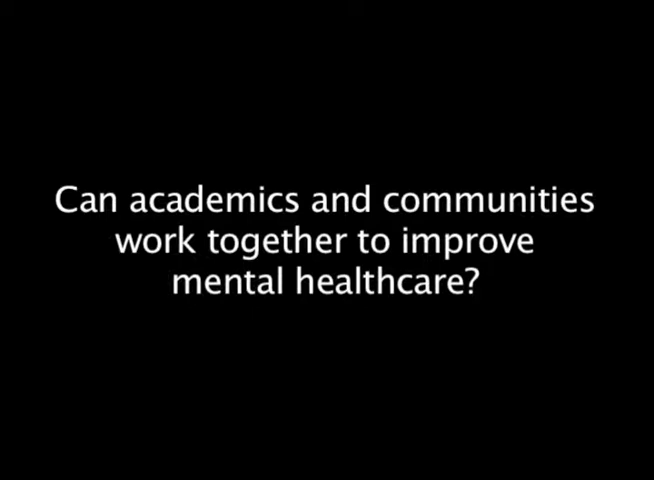 Can academics and communities
work together to improve
mental healthcare?